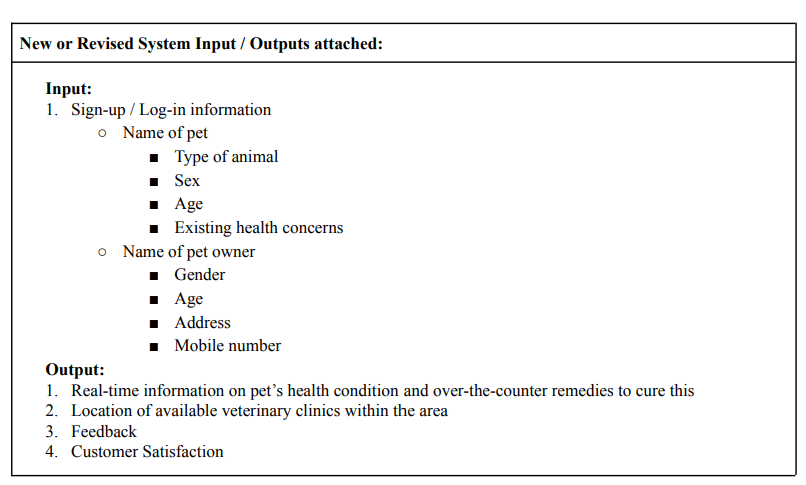 New or Revised System Input / Outputs attached:
Input:
1. Sign-up / Log-in information
○ Name of pet
■ Type of animal
■ Sex
■ Age
■ Existing health concerns
○ Name of pet owner
■ Gender
■ Age
■ Address
■ Mobile number
Output:
1. Real-time information on pet’s health condition and over-the-counter remedies to cure this
2. Location of available veterinary clinics within the area
3. Feedback
4. Customer Satisfaction